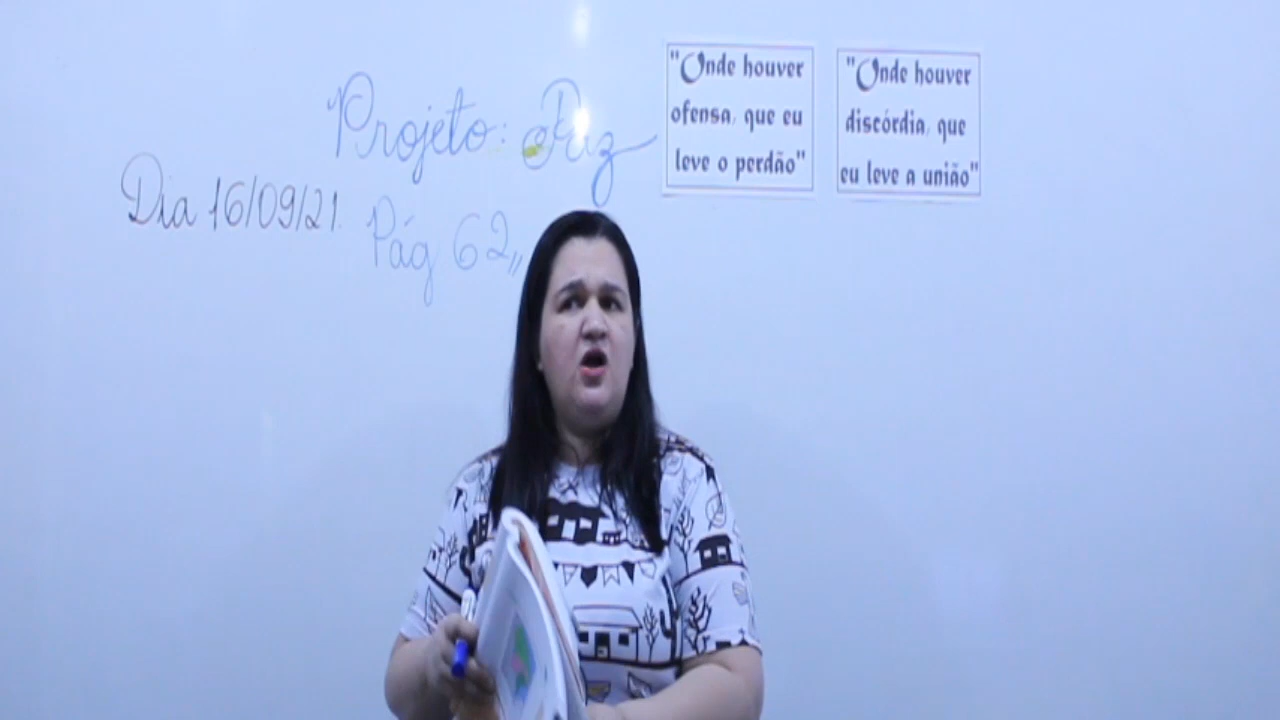 Projeto: Paz
Dia 16/09/21.
Pág 62,,
"Onde houver
ofensa, que eu
leve o perdão"
"Onde houver
discórdia, que
eu leve a união"